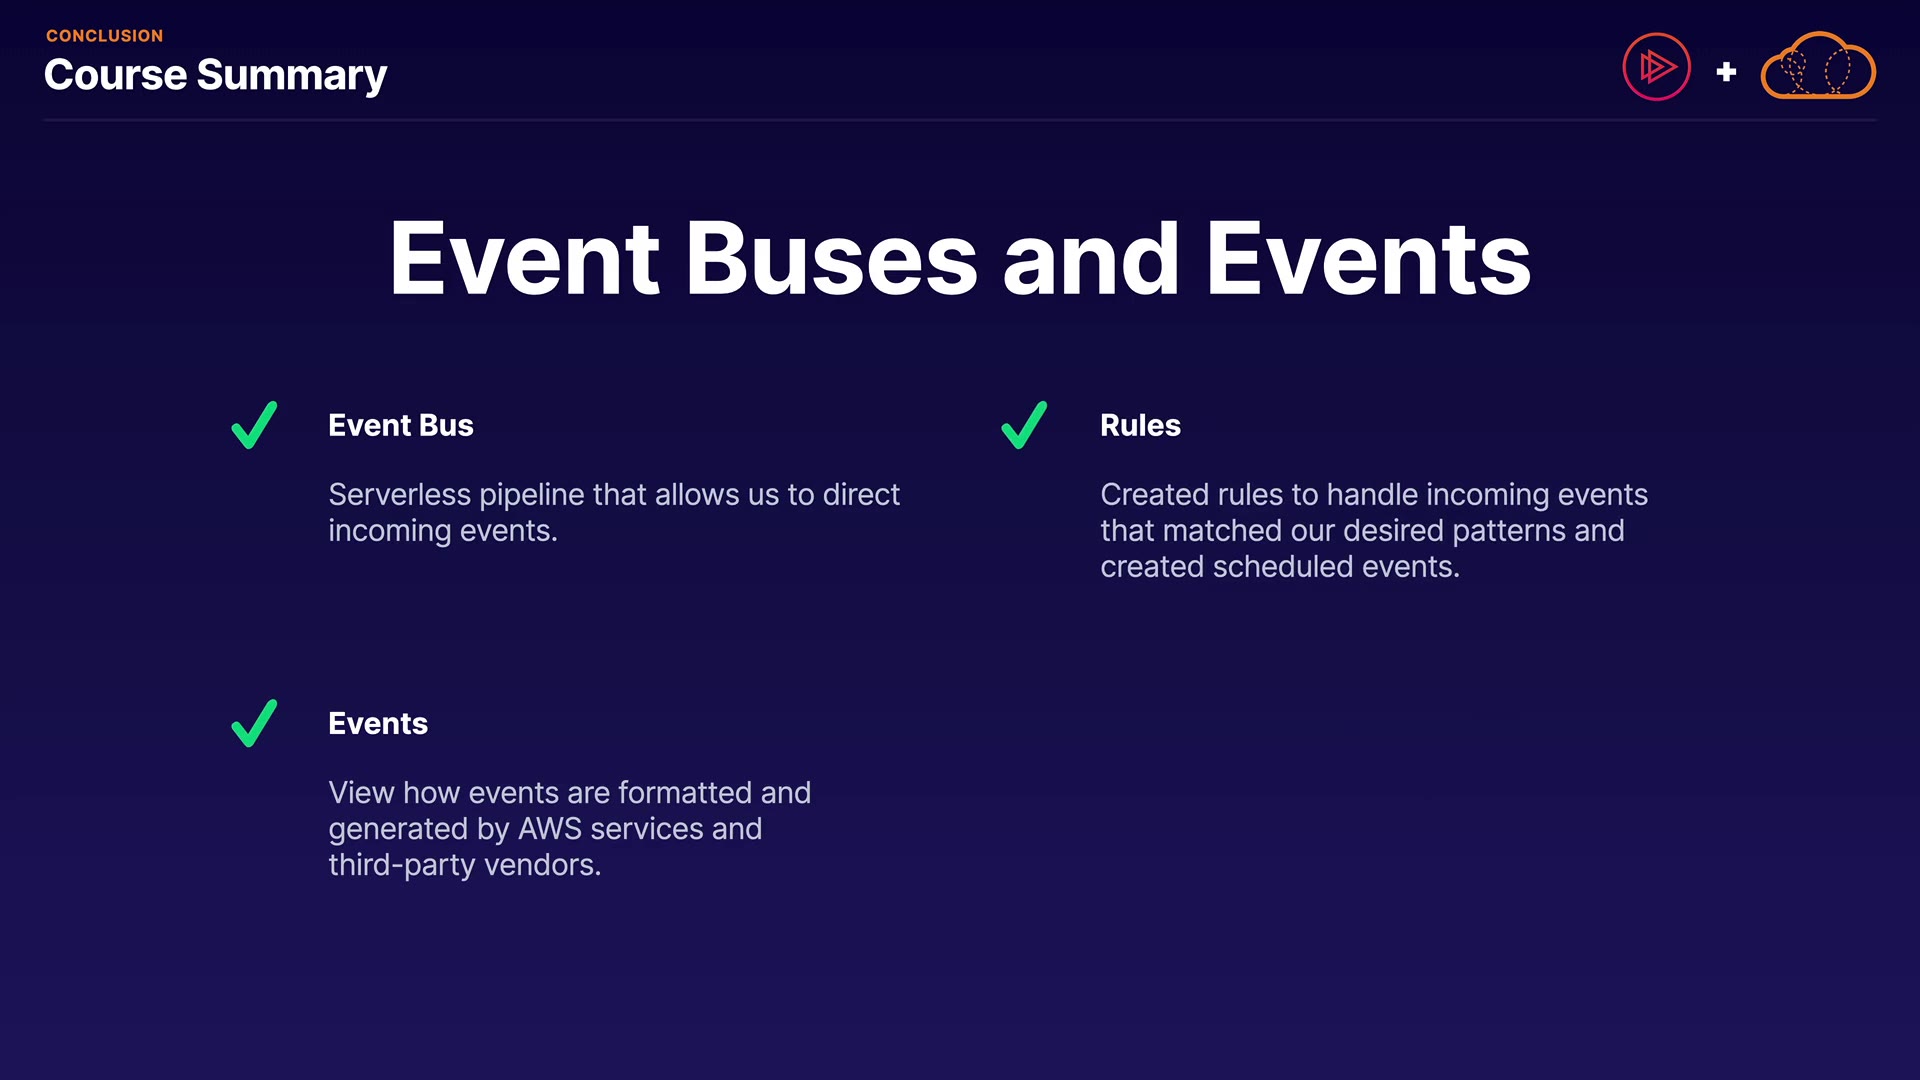 CONCLUSION
Course Summary
+
Event Buses and Events
Event Bus
Serverless pipeline that allows us to direct
incoming events.
Rules
Created rules to handle incoming events
that matched our desired patterns and
created scheduled events.
Events
View how events are formatted and
generated by AWS services and
third-party vendors.